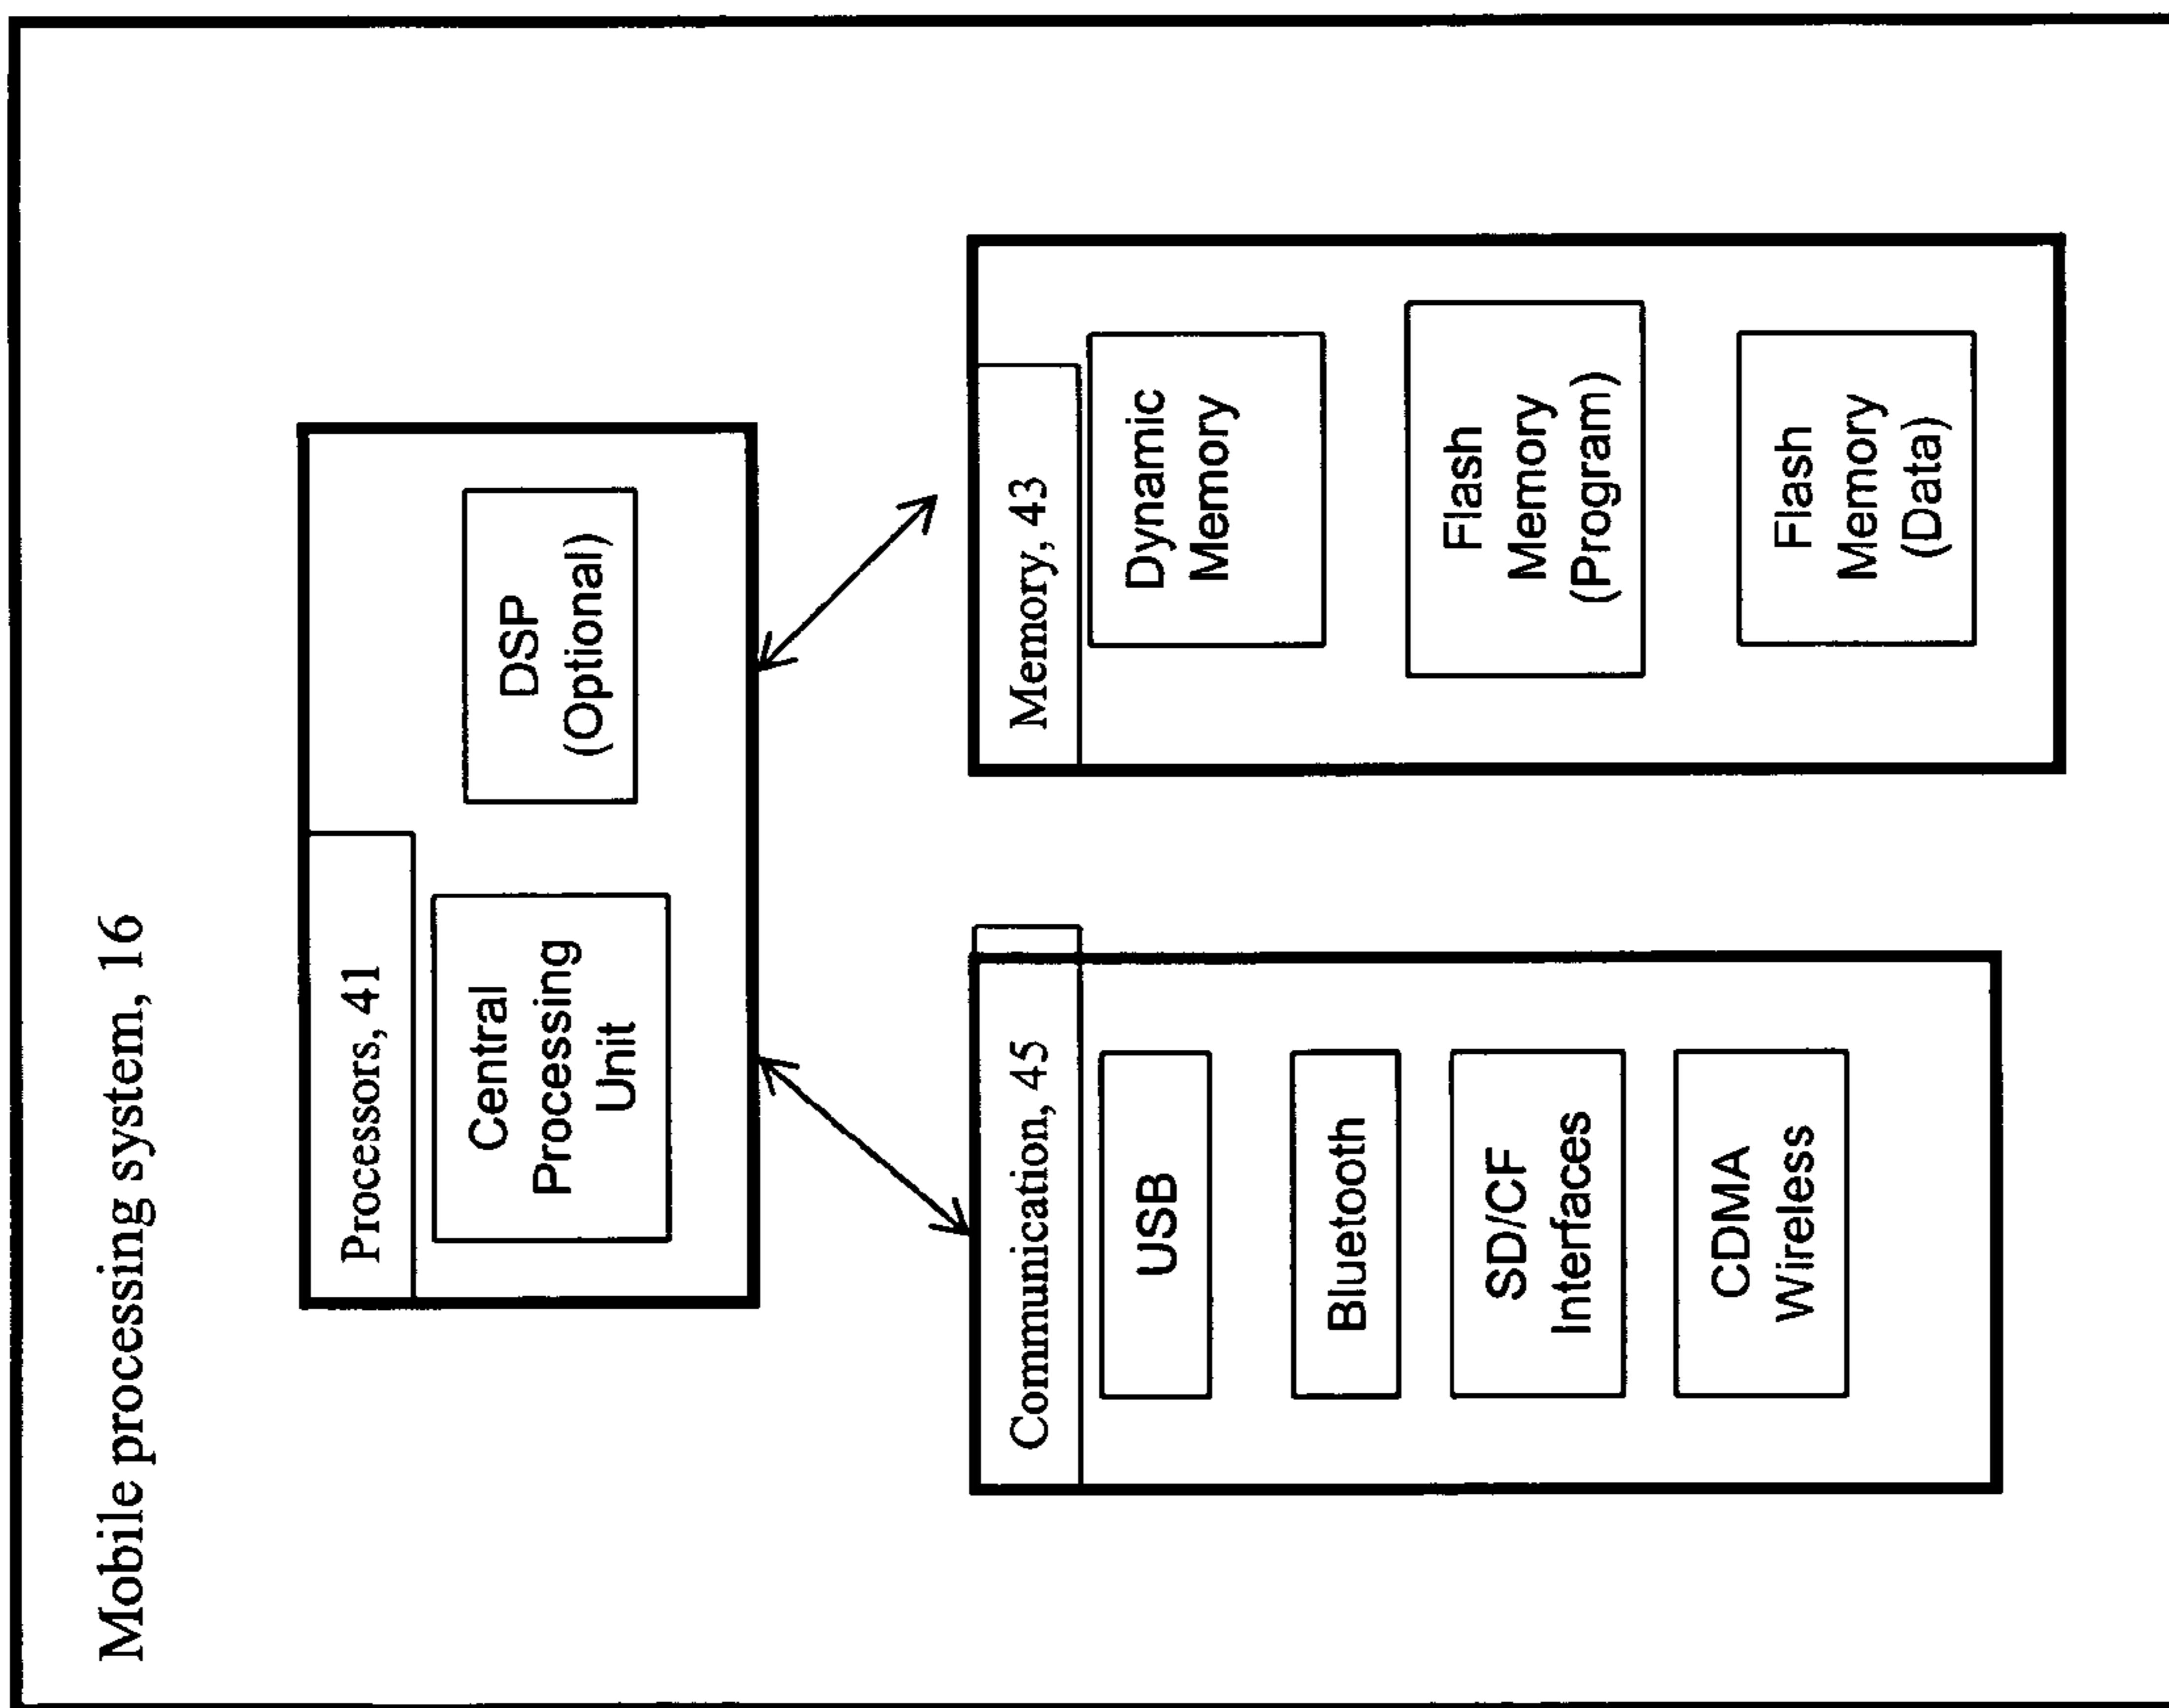 Mobile processing system, 16
Processors, 41
Central
Processing
Unit
DSP
(Optional)
Communication, 45
USB
Bluetooth
SD/CF
Interfaces
CDMA
Wireless
Memory, 43
Dynamic
Memory
Flash
Memory
(Program)
Flash
Memory
(Data)